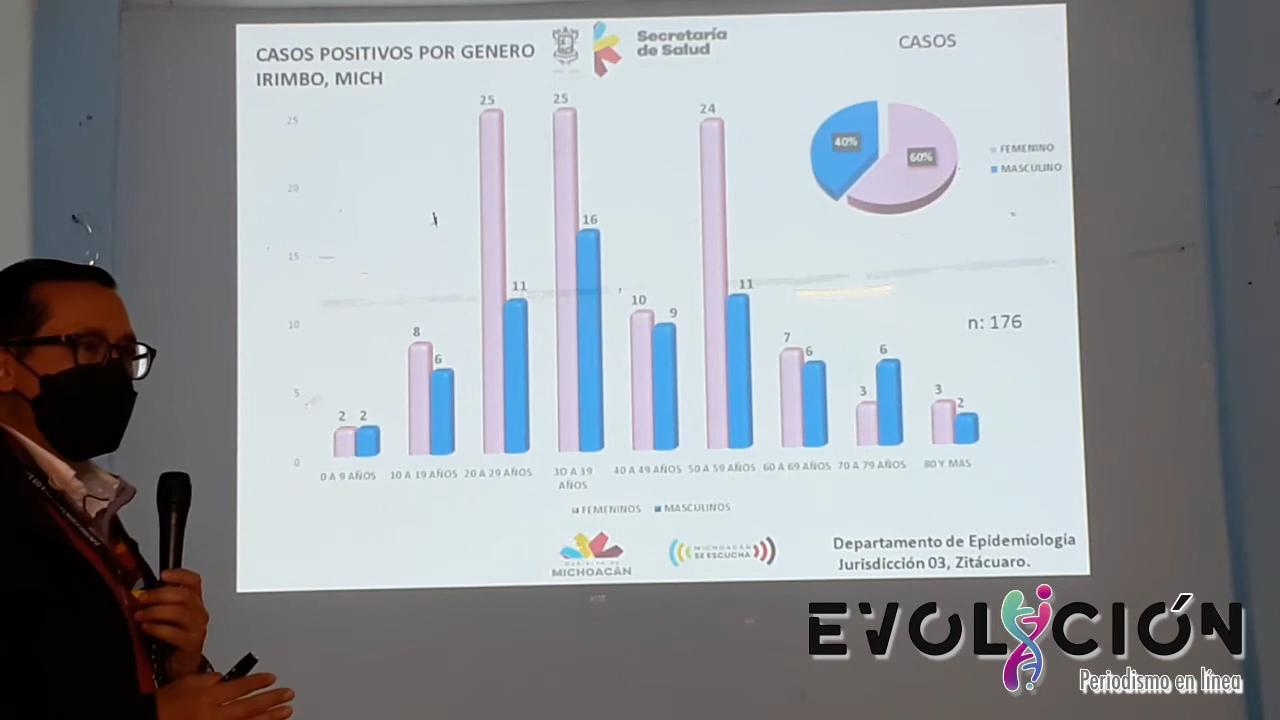 CASOS POSITIVOS POR GENERO
IRIMBO, MICH
Secretaría
de Salud
CASOS
25
20
15
10
5
0
2
2
8
6
25
11
25
16
10
9
24
11
7
6
3
6
3
2
0 A 9 AÑOS
10 A 19 AÑOS
20 A 29 AÑOS
30 A 39
AÑOS
40 A 49 AÑOS
50 A 59 AÑOS
60 A 69 AÑOS
70 A 79 AÑOS
80 Y MAS
FEMENINOS
MASCULINOS
40%
60%
FEMENINO
MASCULINO
n: 176
MICHOACÁN
MICHOACÁN
SE ESCUCHA
Departamento de Epidemiologia
Jurisdicción 03, Zitácuaro.
EVOLUCIÓN
Periodismo en línea